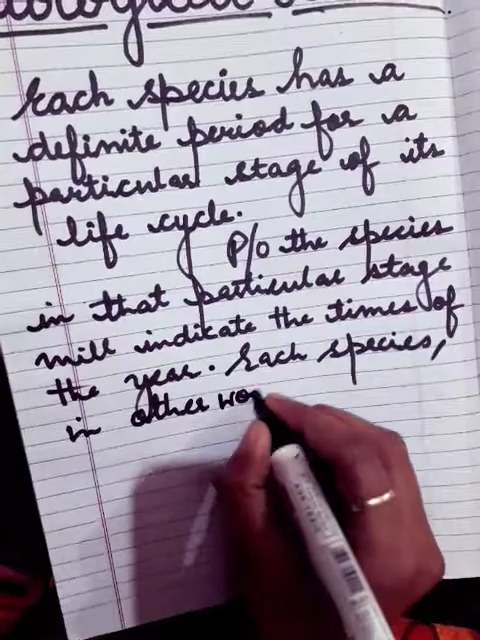 Each species has a
definite period for a
particular stage of its
life cycle.
P/o the species
in that particular stage
will indicate the times of
the year. Each species,
in other wo